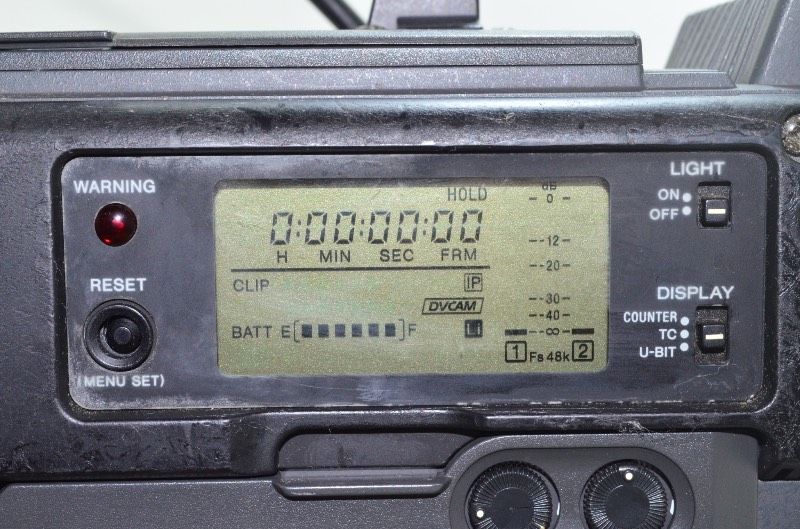 WARNING
RESET
(MENU SET)
HOLD
0:00:00:00
H MIN SEC FRM
CLIP IP
DVCAM
BATT E F Li
dB
0
-12
-20
-30
-40
-∞
1 Fs 48k 2
LIGHT
ON
OFF
DISPLAY
COUNTER
TC
U-BIT